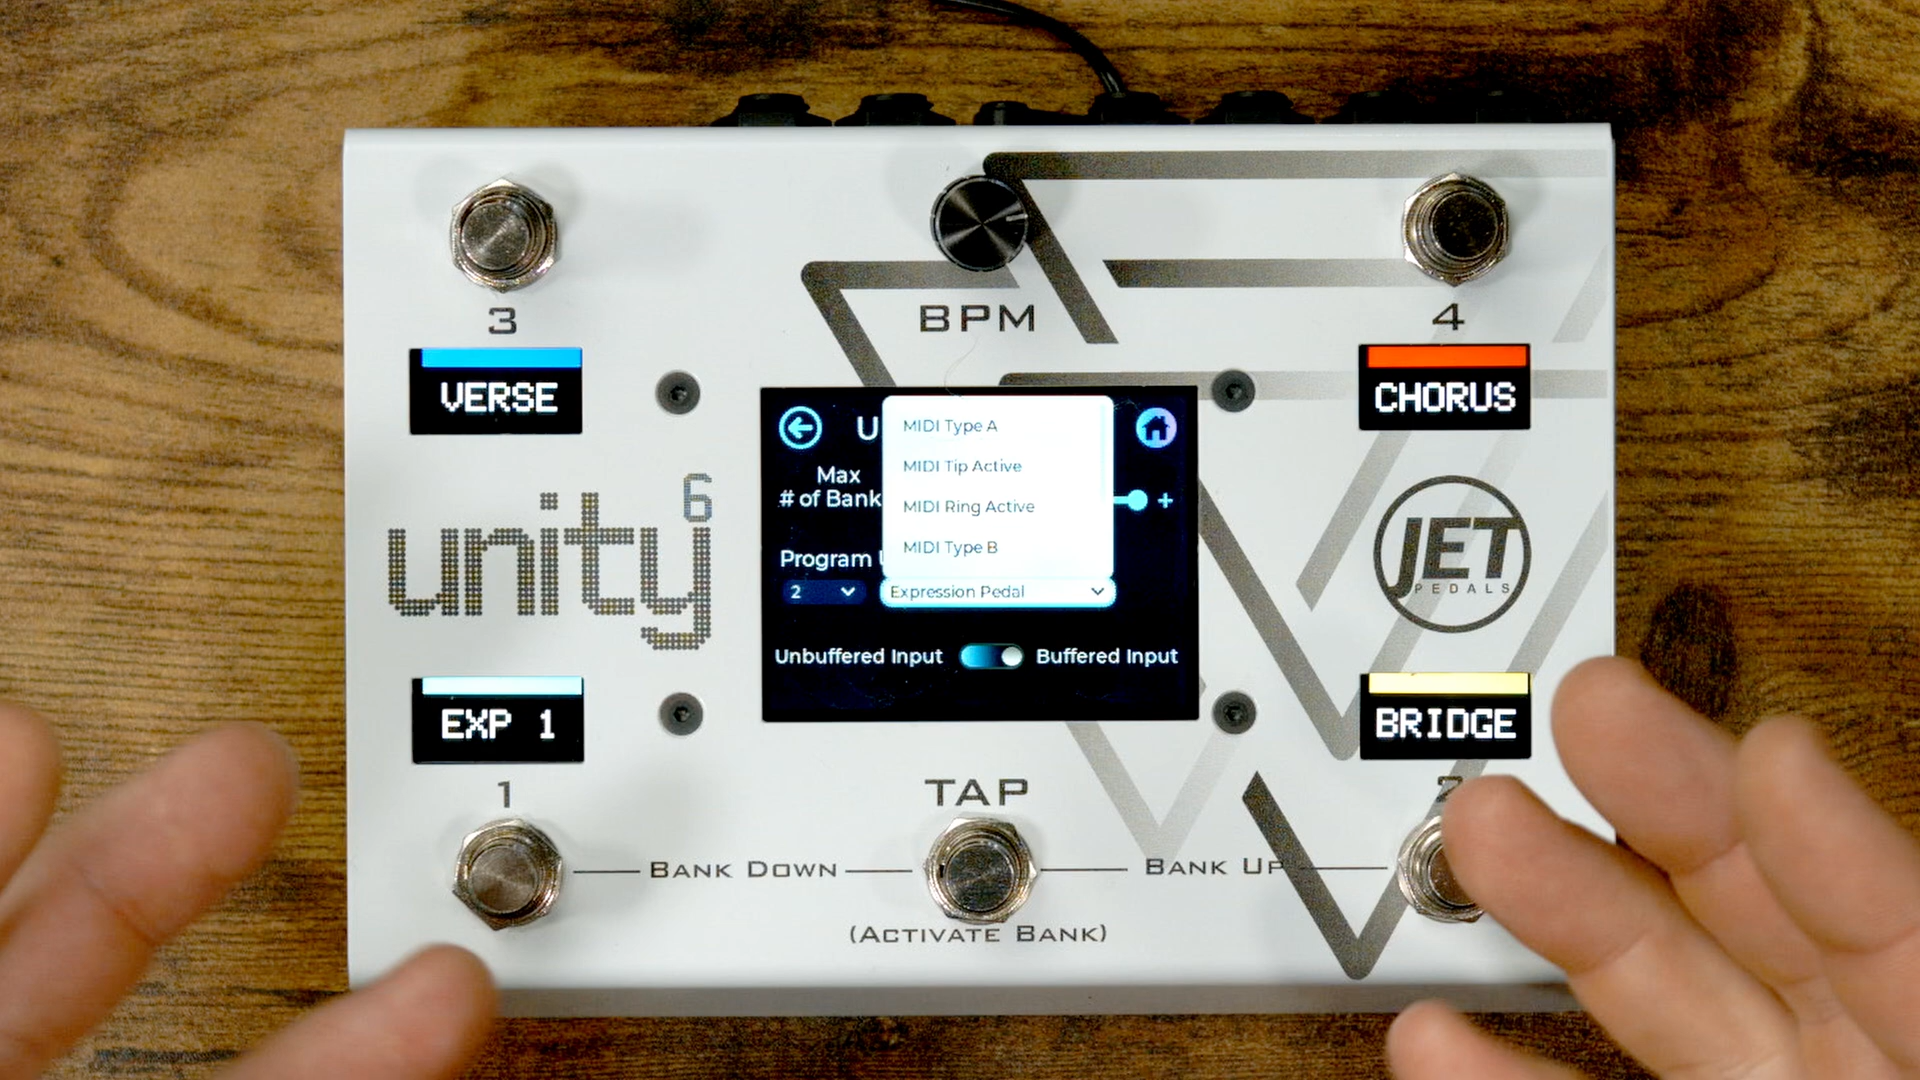 3
BPM
4
VERSE
CHORUS
U
MIDI Type A
MIDI Tip Active
MIDI Ring Active
MIDI Type B
Max
# of Bank
+
Program
2
Expression Pedal
Unbuffered Input
Buffered Input
unity6
JET
PEDALS
EXP 1
BRIDGE
1
TAP
2
BANK DOWN
BANK UP
(ACTIVATE BANK)